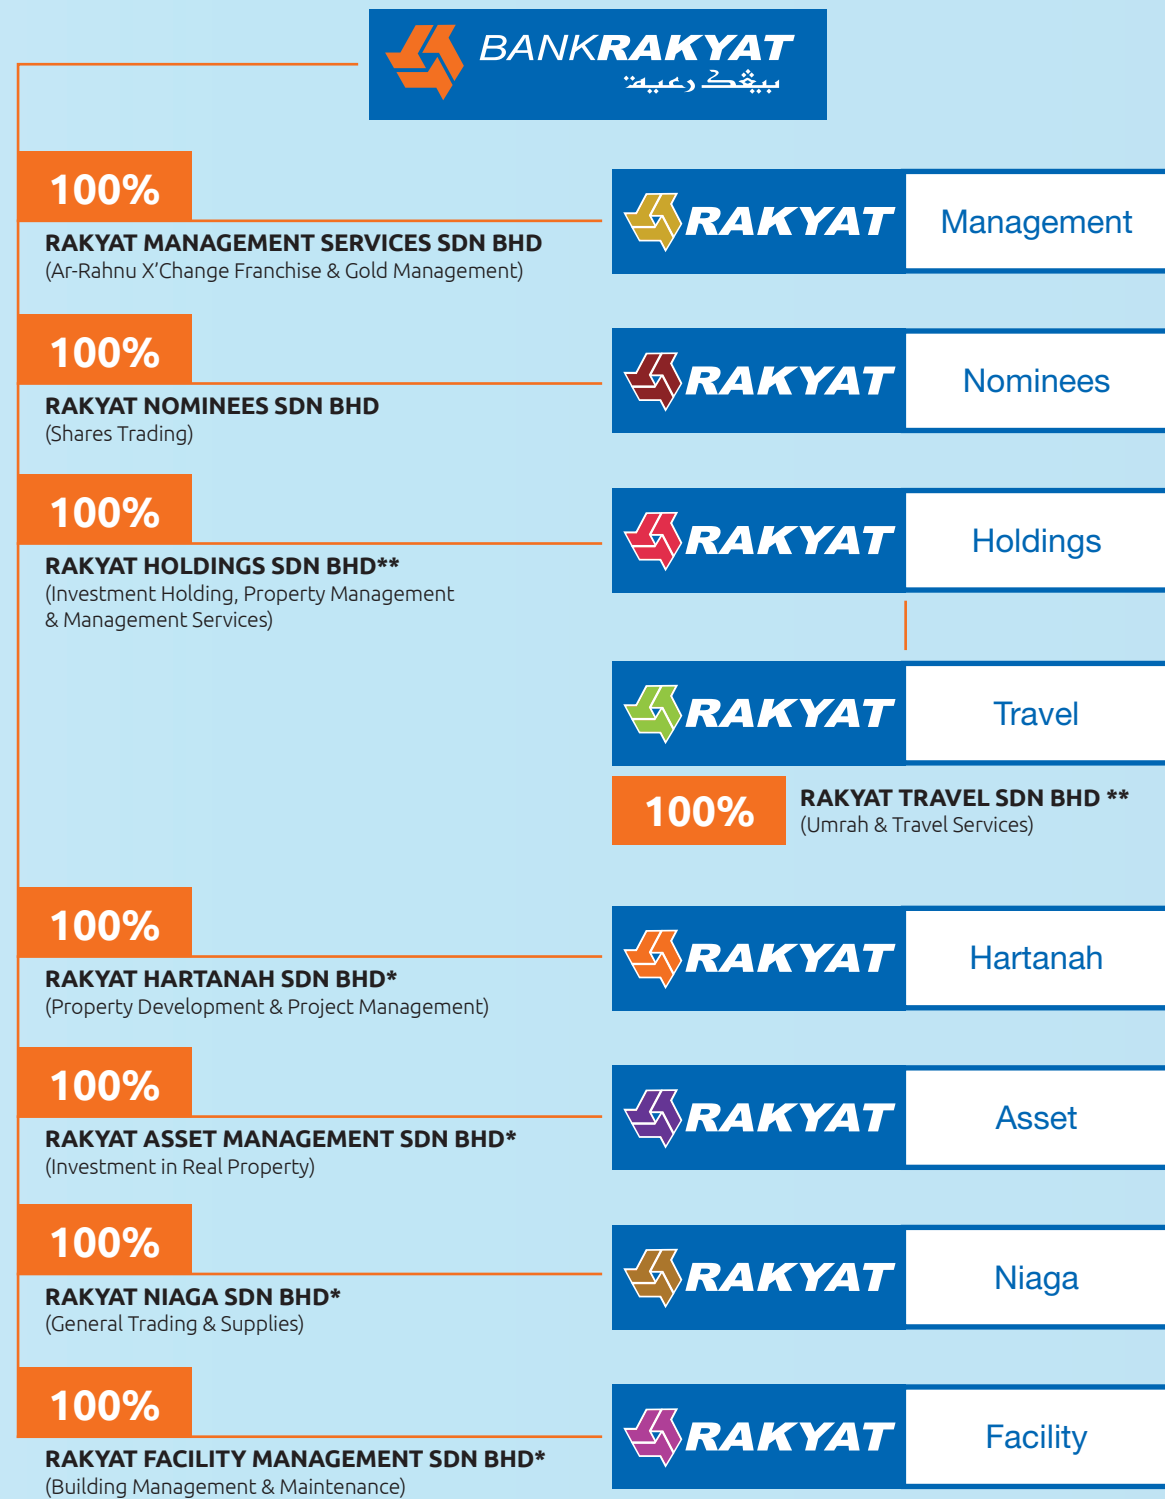 BANKRAKYAT
بيڠک رعية
100%
RAKYAT Management
RAKYAT MANAGEMENT SERVICES SDN BHD
(Ar-Rahnu X’Change Franchise & Gold Management)
100%
RAKYAT Nominees
RAKYAT NOMINEES SDN BHD
(Shares Trading)
100%
RAKYAT Holdings
RAKYAT HOLDINGS SDN BHD**
(Investment Holding, Property Management
& Management Services)
RAKYAT Travel
100%
RAKYAT TRAVEL SDN BHD **
(Umrah & Travel Services)
100%
RAKYAT Hartanah
RAKYAT HARTANAH SDN BHD*
(Property Development & Project Management)
100%
RAKYAT Asset
RAKYAT ASSET MANAGEMENT SDN BHD*
(Investment in Real Property)
100%
RAKYAT Niaga
RAKYAT NIAGA SDN BHD*
(General Trading & Supplies)
100%
RAKYAT Facility
RAKYAT FACILITY MANAGEMENT SDN BHD*
(Building Management & Maintenance)